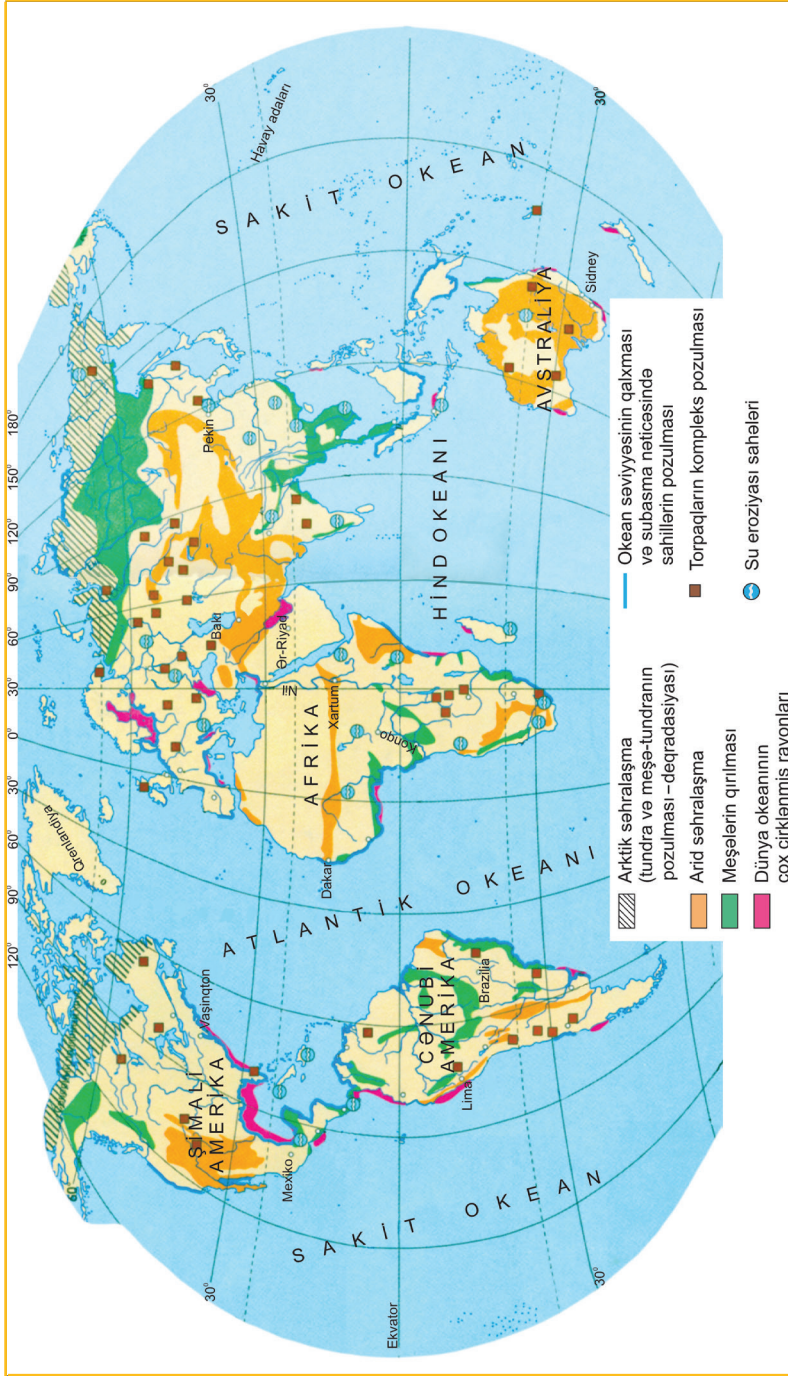 120°
90°
60°
30°
0°
30°
60°
90°
120°
150°
180°
60
30°
30°
30°
30°
Qrenlandiya
ŞİMALİ
AMERİKA
Vaşinqton
Mexiko
ATLANTİK OKEANI
SAKİT OKEAN
Ekvator
CƏNUBİ
AMERİKA
Braziliа
Lima
AFRİKA
Dakar
Xartum
Nil
Konqo
Bakı
Ər-Riyad
Pekin
HİND OKEANI
SAKİT OKEAN
Havay adaları
AVSTRALİYA
Sidney
Arktik səhralaşma
(tundra və meşə-tundranın
pozulması –deqradasiyası)
Arid səhralaşma
Meşələrin qırılması
Dünya okeanının
çox çirklənmiş rayonları
Okean səviyyəsinin qalxması
və subasma nəticəsində
sahillərin pozulması
Torpaqların kompleks pozulması
Su eroziyası sahələri